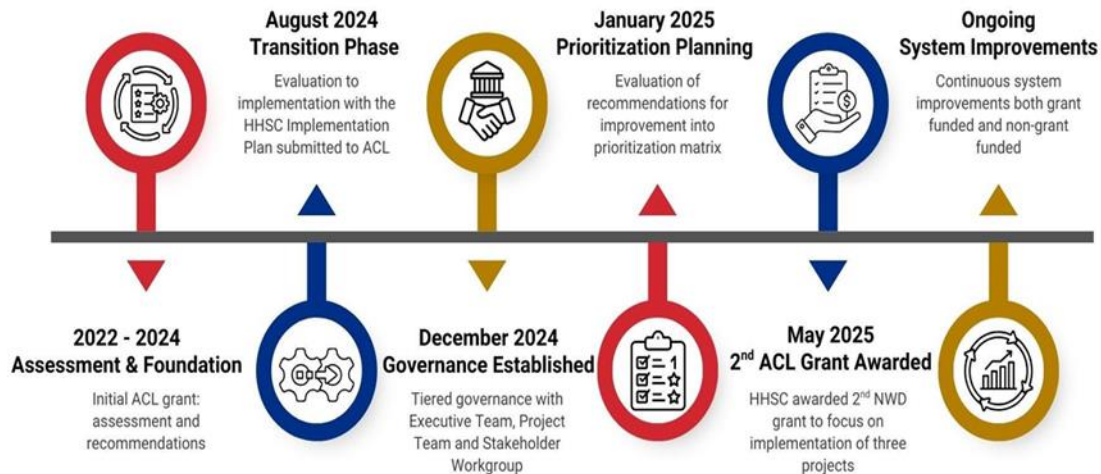 2022 - 2024
Assessment & Foundation
Initial ACL grant:
assessment and
recommendations
August 2024
Transition Phase
Evaluation to
implementation with the
HHSC Implementation
Plan submitted to ACL
December 2024
Governance Established
Tiered governance with
Executive Team, Project
Team and Stakeholder
Workgroup
January 2025
Prioritization Planning
Evaluation of
recommendations for
improvement into
prioritization matrix
1
May 2025
2nd ACL Grant Awarded
HHSC awarded 2nd NWD
grant to focus on
implementation of three
projects
$
Ongoing
System Improvements
Continuous system
improvements both grant
funded and non-grant
funded